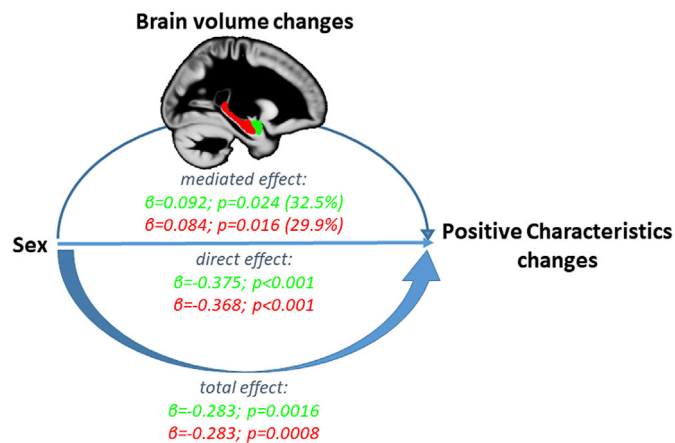 Brain volume changes
mediated effect:
β=0.092; p=0.024 (32.5%)
β=0.084; p=0.016 (29.9%)
Sex
Positive Characteristics
changes
direct effect:
β=-0.375; p<0.001
β=-0.368; p<0.001
total effect:
β=-0.283; p=0.0016
β=-0.283; p=0.0008